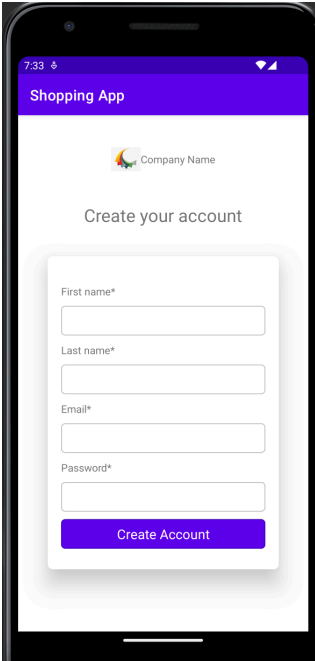 7:33
Shopping App
Company Name
Create your account
First name*
Last name*
Email*
Password*
Create Account